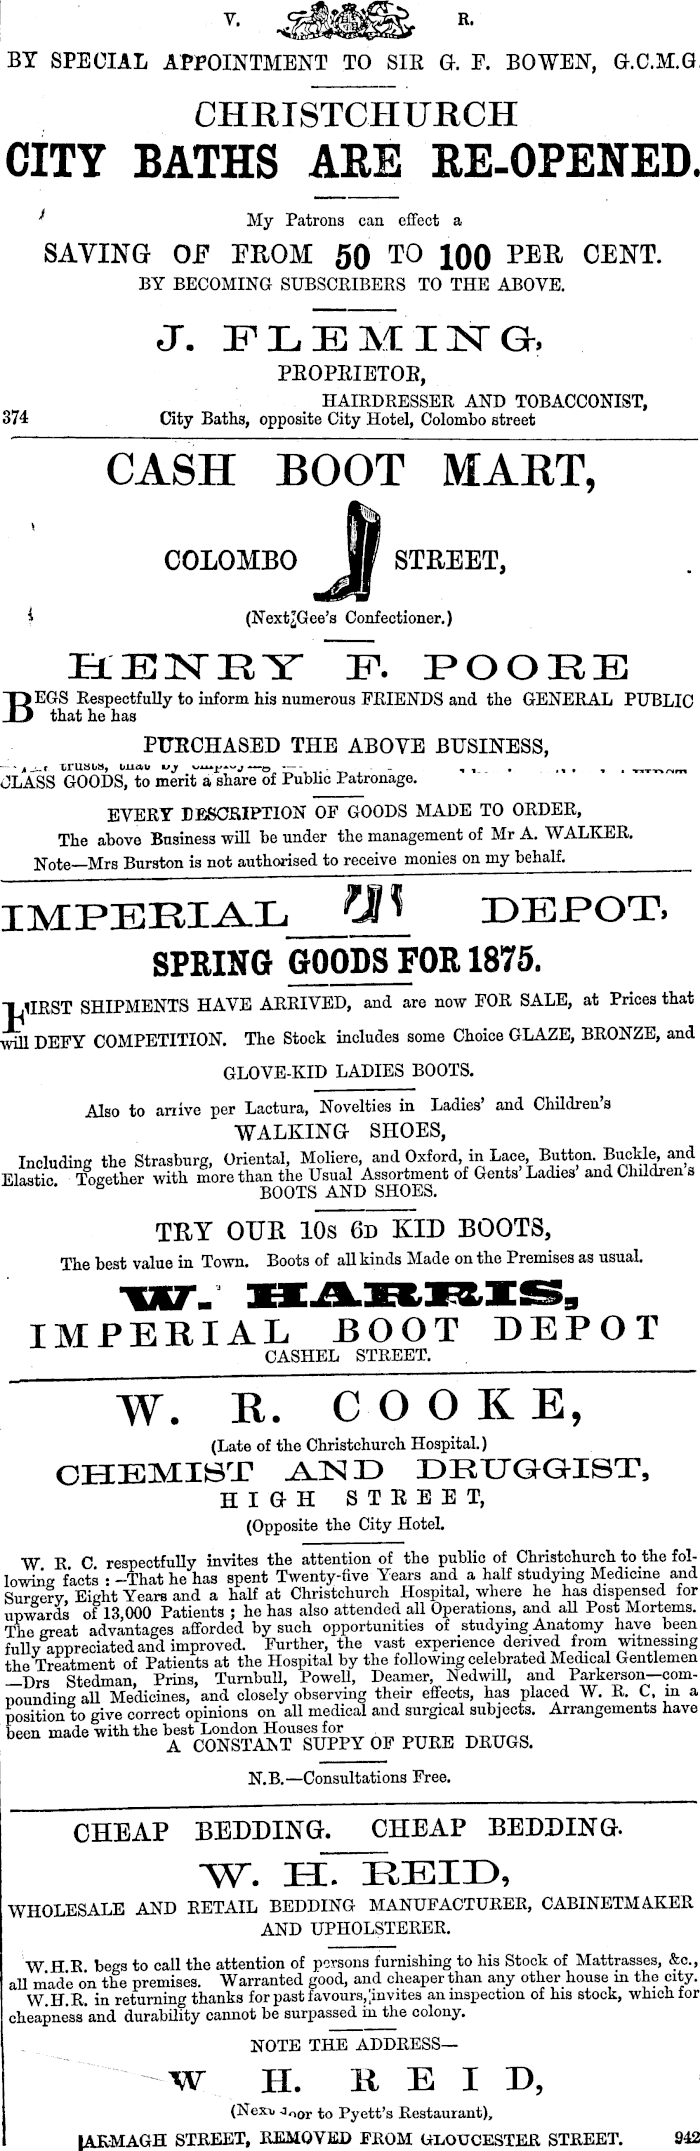 V. R.
BY SPECIAL APPOINTMENT TO SIR G. F. BOWEN, G.C.M.G.
CHRISTCHURCH
CITY BATHS ARE RE-OPENED.
My Patrons can effect a
SAVING OF FROM 50 TO 100 PER CENT.
BY BECOMING SUBSCRIBERS TO THE ABOVE.
J. FLEMING,
PROPRIETOR,
HAIRDRESSER AND TOBACCONIST,
374 City Baths, opposite City Hotel, Colombo street
CASH BOOT MART,
COLOMBO STREET,
(Next Gee's Confectioner.)
HENRY F. POORE
BEGS Respectfully to inform his numerous FRIENDS and the GENERAL PUBLIC
that he has
PURCHASED THE ABOVE BUSINESS,
trusts, that by employing FIRST
CLASS GOODS, to merit a share of Public Patronage.
EVERY DESCRIPTION OF GOODS MADE TO ORDER,
The above Business will be under the management of Mr A. WALKER.
Note—Mrs Burston is not authorised to receive monies on my behalf.
IMPERIAL DEPOT,
SPRING GOODS FOR 1875.
FIRST SHIPMENTS HAVE ARRIVED, and are now FOR SALE, at Prices that
will DEFY COMPETITION. The Stock includes some Choice GLAZE, BRONZE, and
GLOVE-KID LADIES BOOTS.
Also to arrive per Lactura, Novelties in Ladies' and Children's
WALKING SHOES,
Including the Strasburg, Oriental, Moliere, and Oxford, in Lace, Button. Buckle, and
Elastic. Together with more than the Usual Assortment of Gents' Ladies' and Children's
BOOTS AND SHOES.
TRY OUR 10s 6D KID BOOTS,
The best value in Town. Boots of all kinds Made on the Premises as usual.
W. HARRIS,
IMPERIAL BOOT DEPOT
CASHEL STREET.
W. R. COOKE,
(Late of the Christchurch Hospital.)
CHEMIST AND DRUGGIST,
HIGH STREET,
(Opposite the City Hotel.
W. R. C. respectfully invites the attention of the public of Christchurch to the fol-
lowing facts :—That he has spent Twenty-five Years and a half studying Medicine and
Surgery, Eight Years and a half at Christchurch Hospital, where he has dispensed for
upwards of 13,000 Patients ; he has also attended all Operations, and all Post Mortems.
The great advantages afforded by such opportunities of studying Anatomy have been
fully appreciated and improved. Further, the vast experience derived from witnessing
the Treatment of Patients at the Hospital by the following celebrated Medical Gentlemen
—Drs Stedman, Prins, Turnbull, Powell, Deamer, Nedwill, and Parkerson—com-
pounding all Medicines, and closely observing their effects, has placed W. R. C, in a
position to give correct opinions on all medical and surgical subjects. Arrangements have
been made with the best London Houses for
A CONSTANT SUPPY OF PURE DRUGS.
N.B.—Consultations Free.
CHEAP BEDDING. CHEAP BEDDING.
W. H. REID,
WHOLESALE AND RETAIL BEDDING MANUFACTURER, CABINETMAKER
AND UPHOLSTERER.
W.H.R. begs to call the attention of persons furnishing to his Stock of Mattrasses, &c.,
all made on the premises. Warranted good, and cheaper than any other house in the city.
W.H.R. in returning thanks for past favours, invites an inspection of his stock, which for
cheapness and durability cannot be surpassed in the colony.
NOTE THE ADDRESS—
W H. REID,
(Next door to Pyett's Restaurant),
ARMAGH STREET, REMOVED FROM GLOUCESTER STREET. 942